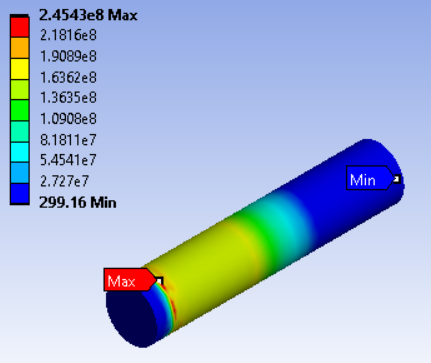 2.4543e8 Max
2.1816e8
1.9089e8
1.6362e8
1.3635e8
1.0908e8
8.1811e7
5.4541e7
2.727e7
299.16 Min
Min
Max